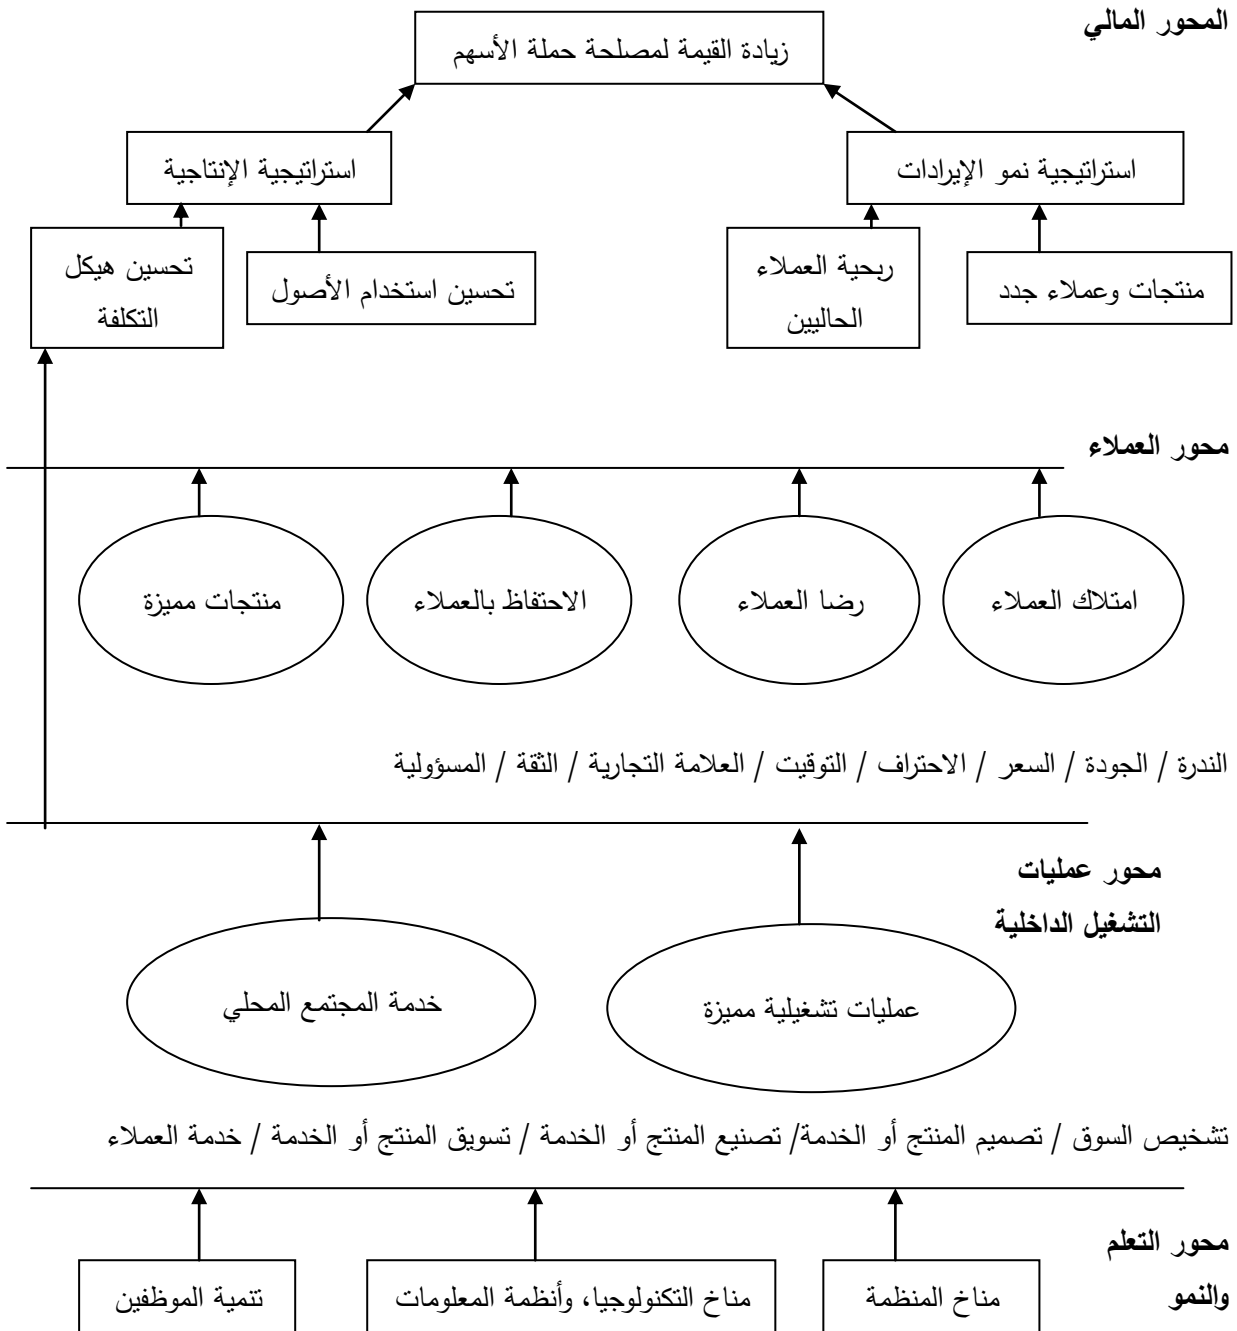 المحور المالي
زيادة القيمة لمصلحة حملة الأسهم
استراتيجية نمو الإيرادات
استراتيجية الإنتاجية
منتجات وعملاء جدد
ربحية العملاء
الحاليين
تحسين استخدام الأصول
تحسين هيكل
التكلفة
محور العملاء
امتلاك العملاء
رضا العملاء
الاحتفاظ بالعملاء
منتجات مميزة
الندرة / الجودة / السعر / الاحتراف / التوقيت / العلامة التجارية / الثقة / المسؤولية
محور عمليات
التشغيل الداخلية
عمليات تشغيلية مميزة
خدمة المجتمع المحلي
تشخيص السوق / تصميم المنتج أو الخدمة/ تصنيع المنتج أو الخدمة / تسويق المنتج أو الخدمة / خدمة العملاء
محور التعلم
والنمو
مناخ المنظمة
مناخ التكنولوجيا، وأنظمة المعلومات
تنمية الموظفين